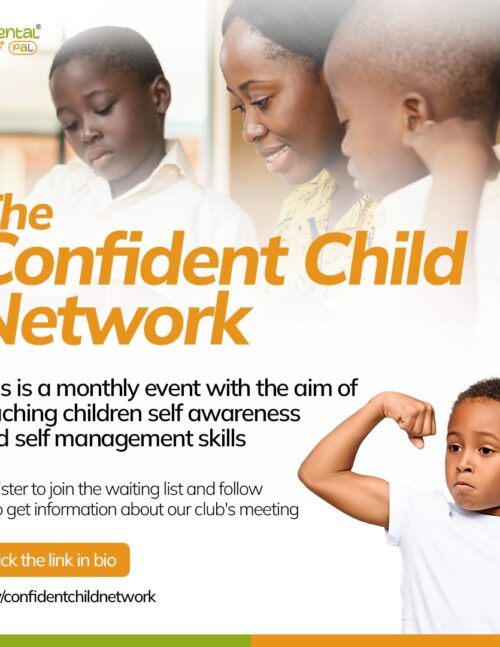 ental®
pal
The
Confident Child
Network
s is a monthly event with the aim of
aching children self awareness
d self management skills
ister to join the waiting list and follow
o get information about our club's meeting
ick the link in bio
/confidentchildnetwork